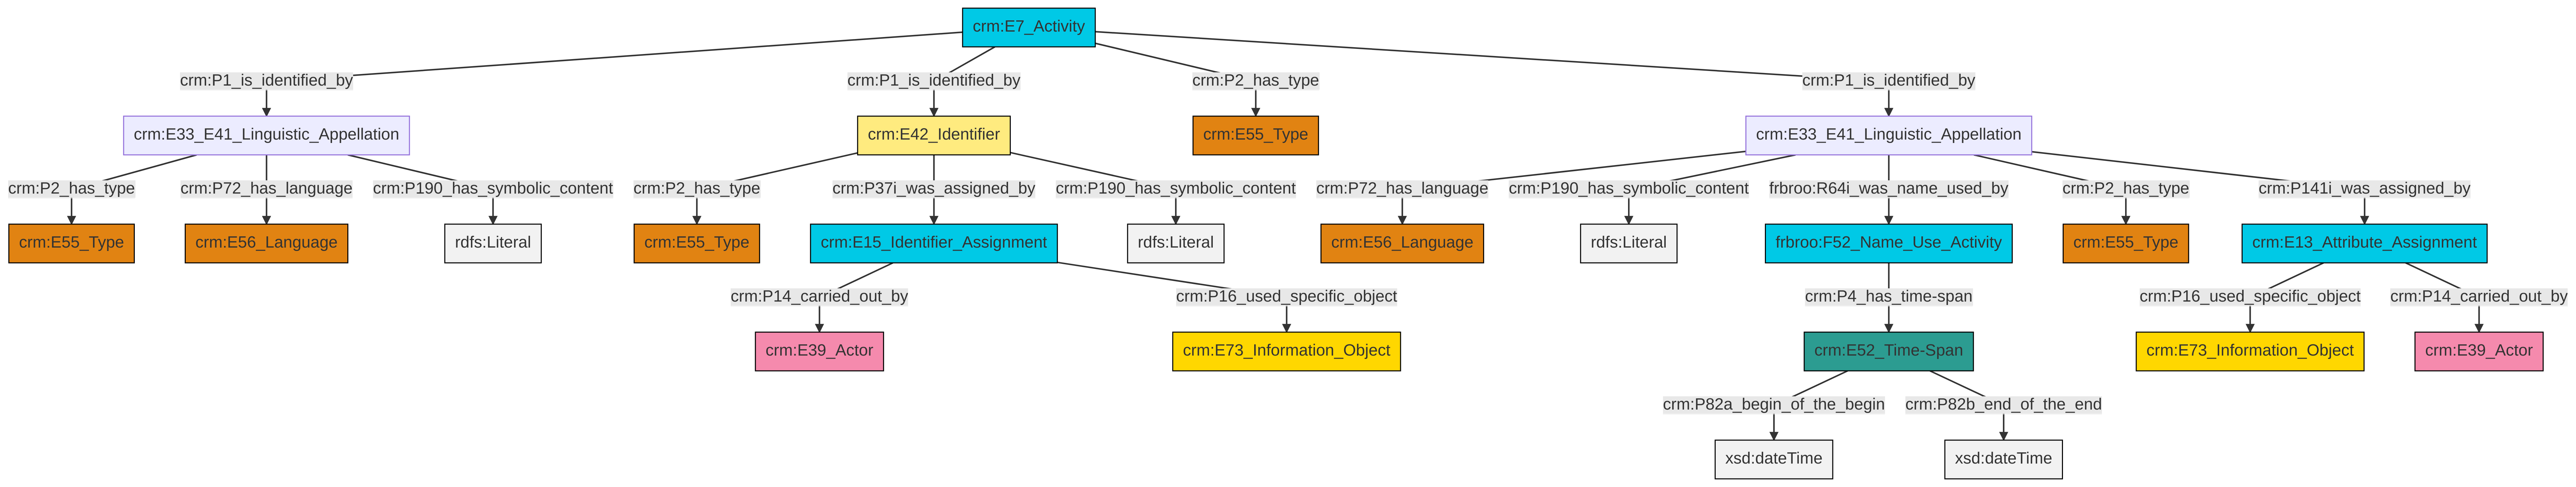 crm:E7_Activity
crm:P1_is_identified_by
crm:P1_is_identified_by
crm:P2_has_type
crm:P1_is_identified_by
crm:E33_E41_Linguistic_Appellation
crm:E42_Identifier
crm:E55_Type
crm:E33_E41_Linguistic_Appellation
crm:P2_has_type
crm:P72_has_language
crm:P190_has_symbolic_content
crm:P2_has_type
crm:P37i_was_assigned_by
crm:P190_has_symbolic_content
crm:P72_has_language
crm:P190_has_symbolic_content
frbroo:R64i_was_name_used_by
crm:P2_has_type
crm:P141i_was_assigned_by
crm:E55_Type
crm:E56_Language
rdfs:Literal
crm:E55_Type
crm:E15_Identifier_Assignment
rdfs:Literal
crm:E56_Language
rdfs:Literal
frbroo:F52_Name_Use_Activity
crm:E55_Type
crm:E13_Attribute_Assignment
crm:P14_carried_out_by
crm:P16_used_specific_object
crm:P4_has_time-span
crm:P16_used_specific_object
crm:P14_carried_out_by
crm:E39_Actor
crm:E73_Information_Object
crm:E52_Time-Span
crm:E73_Information_Object
crm:E39_Actor
crm:P82a_begin_of_the_begin
crm:P82b_end_of_the_end
xsd:dateTime
xsd:dateTime